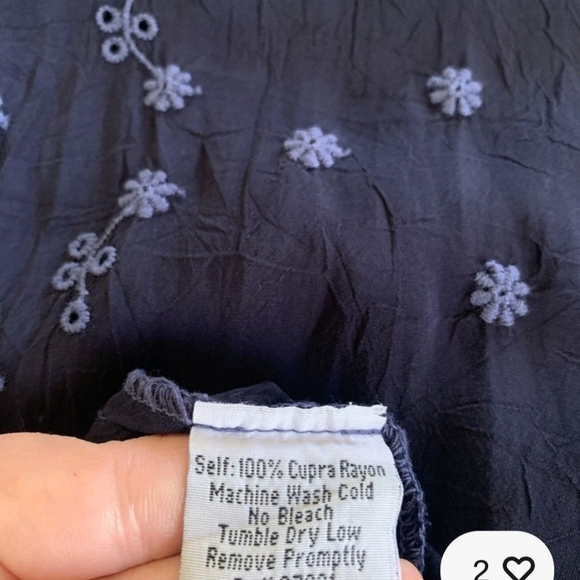 Self: 100% Cupra Rayon
Machine Wash Cold
No Bleach
Tumble Dry Low
Remove Promptly
2